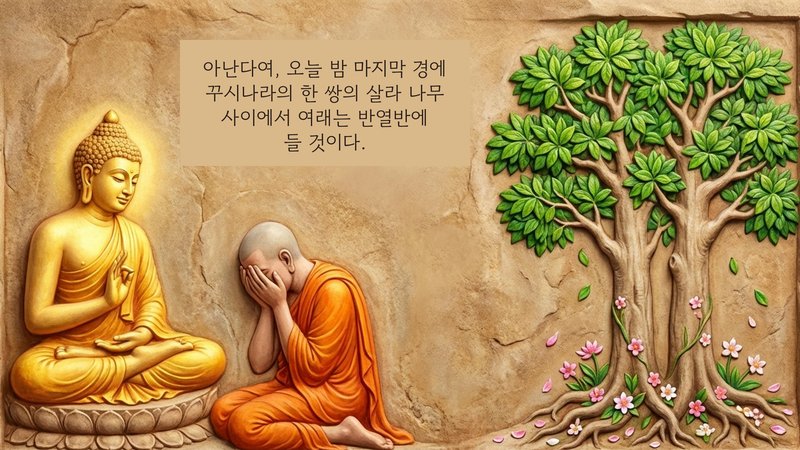 아난다여, 오늘 밤 마지막 경에
꾸시나라의 한 쌍의 살라 나무
사이에서 여래는 반열반에
들 것이다.